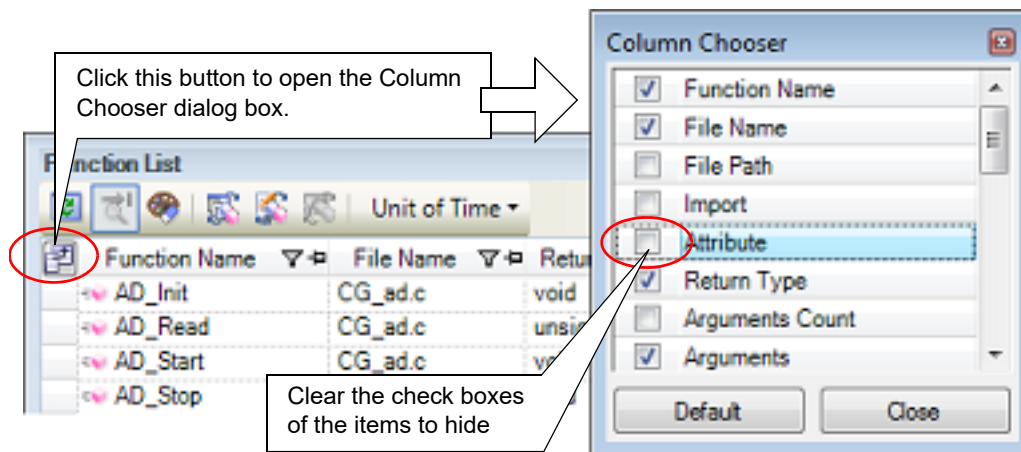 Click this button to open the Column
Chooser dialog box.
Function List
Unit of Time
Function Name File Name
AD_Init CG_ad.c void
AD_Read CG_ad.c
AD_Start CG_ad.c
AD_Stop
Clear the check boxes
of the items to hide
Column Chooser
Function Name
File Name
File Path
Import
Attribute
Return Type
Arguments Count
Arguments
Default Close